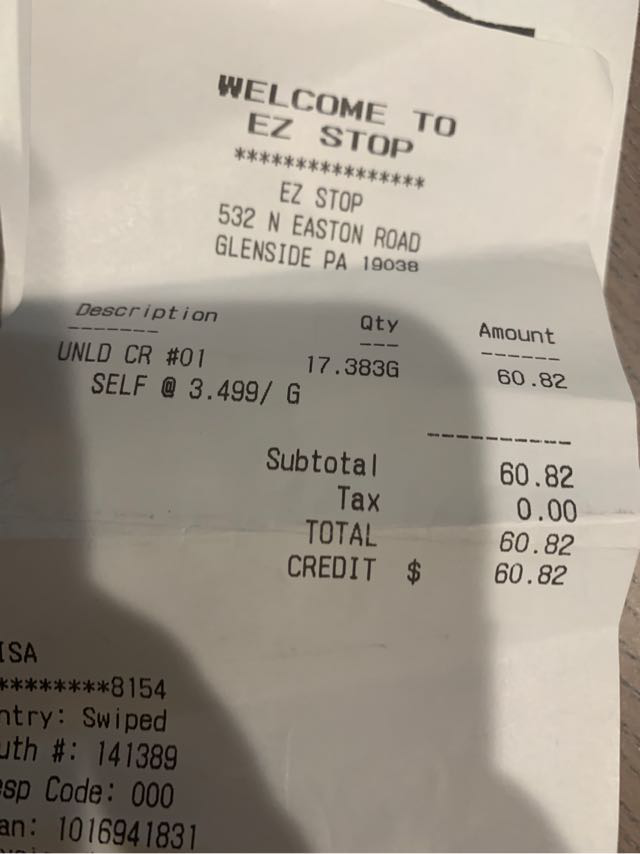 WELCOME TO
EZ STOP
****************
EZ STOP
532 N EASTON ROAD
GLENSIDE PA 19038
Description Qty Amount
------- --- ------
UNLD CR #01 17.383G 60.82
SELF @ 3.499/ G
----------
Subtotal 60.82
Tax 0.00
TOTAL 60.82
CREDIT $ 60.82
ISA
********8154
ntry: Swiped
uth #: 141389
esp Code: 000
an: 1016941831